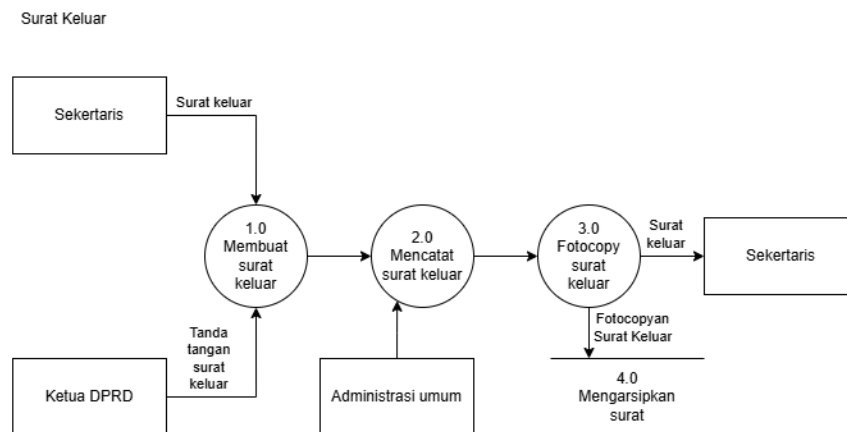 Surat Keluar
Sekertaris
Surat keluar
1.0
Membuat
surat
keluar
2.0
Mencatat
surat keluar
3.0
Fotocopy
surat
keluar
Surat
keluar
Sekertaris
Tanda
tangan
surat
keluar
Fotocopyan
Surat Keluar
Ketua DPRD
Administrasi umum
4.0
Mengarsipkan
surat